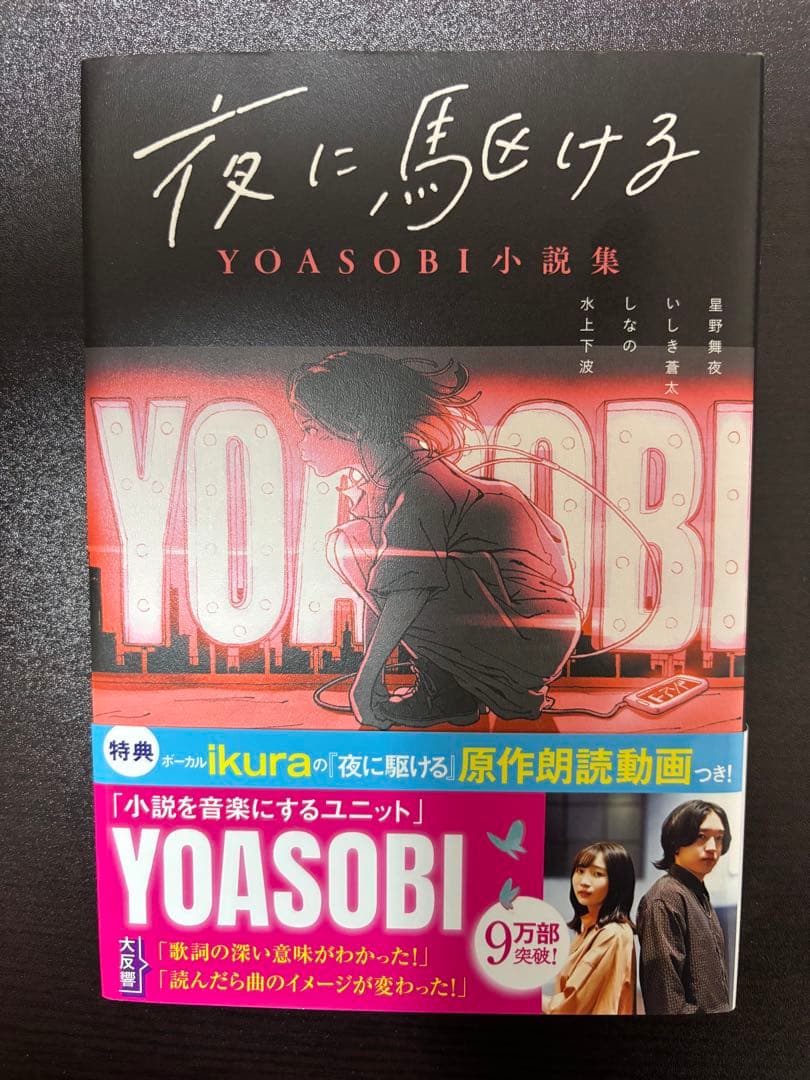 夜に駆ける
YOASOBI小説集
星野舞夜
いしき蒼太
しなの
水上下波
YOASOBI
特典 ボーカルikuraの『夜に駆ける』原作朗読動画つき!
「小説を音楽にするユニット」
YOASOBI
9万部
突破!
大反響
「歌詞の深い意味がわかった!」
「読んだら曲のイメージが変わった!」